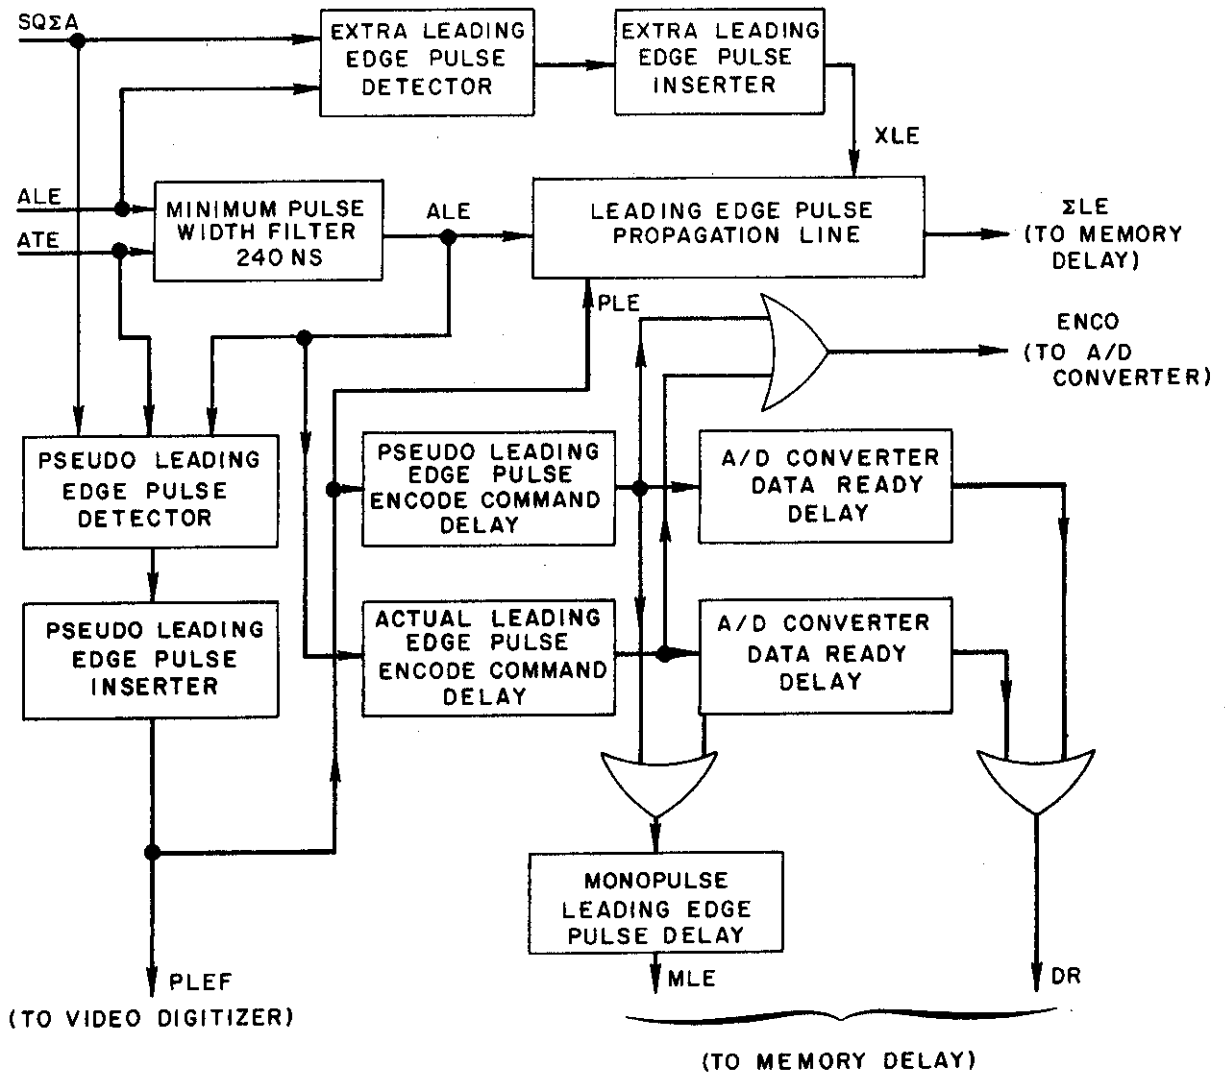 SQΣA
EXTRA LEADING
EDGE PULSE
DETECTOR
EXTRA LEADING
EDGE PULSE
INSERTER
XLE
ALE
ATE
MINIMUM PULSE
WIDTH FILTER
240 NS
ALE
LEADING EDGE PULSE
PROPAGATION LINE
ΣLE
(TO MEMORY
DELAY)
PLE
ENCO
(TO A/D
CONVERTER)
PSEUDO LEADING
EDGE PULSE
DETECTOR
PSEUDO LEADING
EDGE PULSE
ENCODE COMMAND
DELAY
A/D CONVERTER
DATA READY
DELAY
PSEUDO LEADING
EDGE PULSE
INSERTER
ACTUAL LEADING
EDGE PULSE
ENCODE COMMAND
DELAY
A/D CONVERTER
DATA READY
DELAY
MONOPULSE
LEADING EDGE
PULSE DELAY
PLEF
(TO VIDEO DIGITIZER)
MLE
DR
(TO MEMORY DELAY)